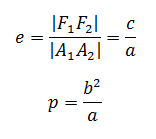 e = |F₁F₂| / |A₁A₂| = c / a
p = b² / a